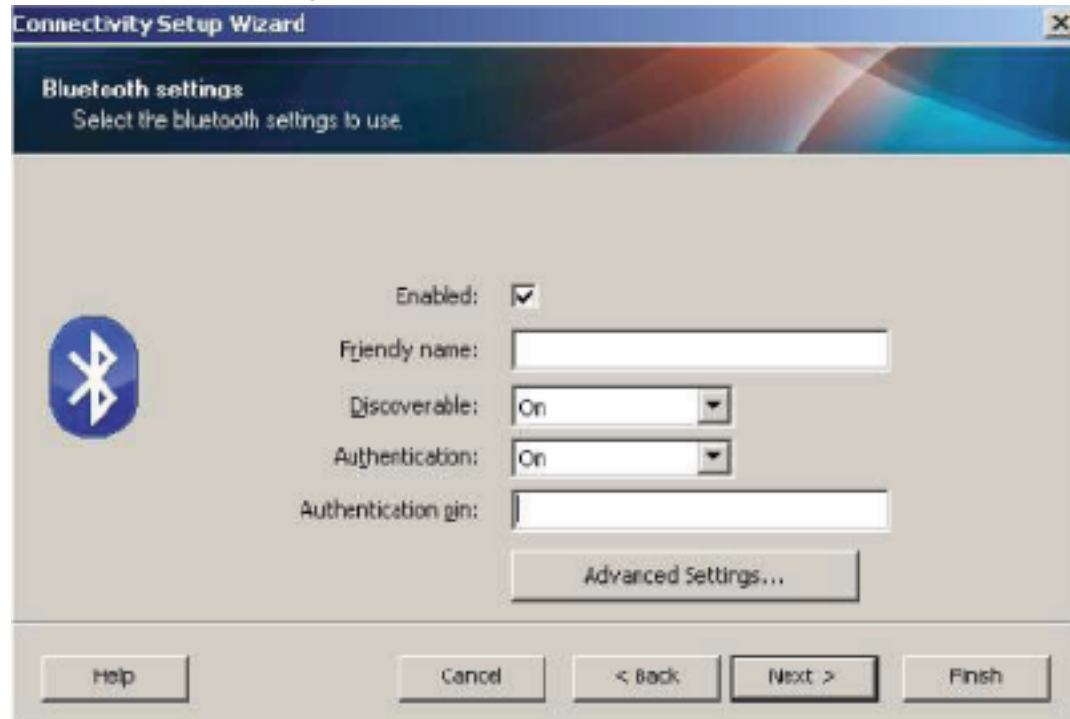 Connectivity Setup Wizard
Bluetooth settings
Select the bluetooth settings to use.
Enabled:
Friendy name:
Discoverable: On
Authentication: On
Authentication pin:
Advanced Settings...
Help Cancel < Back Next > Finish